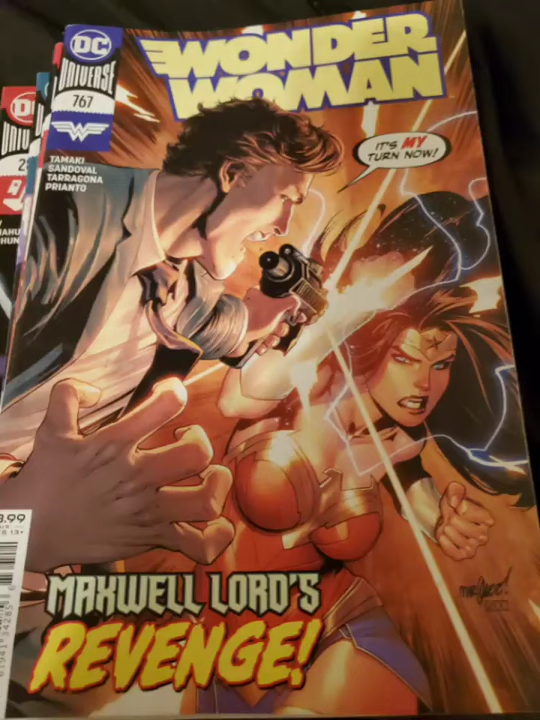 DC
UNIVERSE
767
WONDER
WOMAN
TAMAKI
SANDOVAL
TARRAGONA
PRIANTO
IT'S MY
TURN NOW!
MAXWELL LORD'S
REVENGE!